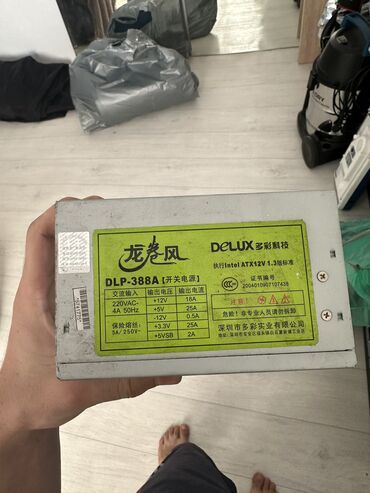 龙卷风
DLP-388A【开关电源】
DELUX 多彩科技
执行Intel ATX12V 1.3版标准
证书编号
2004010907107438
交流输入 输出电压 输出电流
220VAC~ +12V 18A
4A 50Hz +5V 25A
-12V 0.5A
保险熔丝: +3.3V 25A
5A/250V~ +5VSB 2A
危险！非专业人员请勿拆卸
深圳市多彩实业有限公司